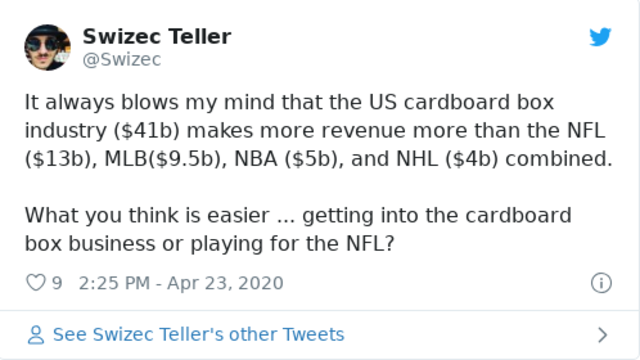 Swizec Teller
@Swizec
It always blows my mind that the US cardboard box
industry ($41b) makes more revenue more than the NFL
($13b), MLB($9.5b), NBA ($5b), and NHL ($4b) combined.
What you think is easier ... getting into the cardboard
box business or playing for the NFL?
9 2:25 PM - Apr 23, 2020
See Swizec Teller's other Tweets